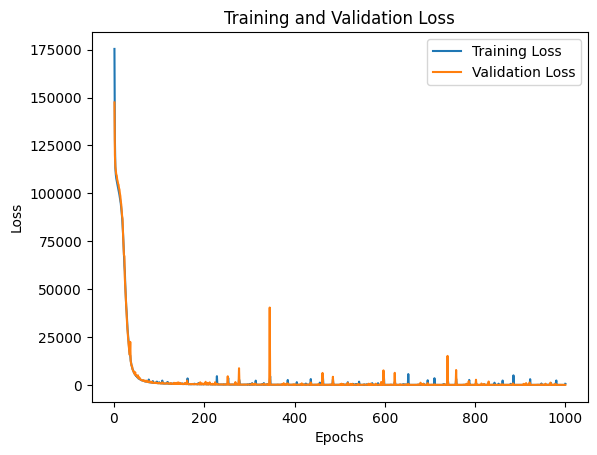 Training and Validation Loss
Training Loss
Validation Loss
175000
150000
125000
100000
75000
50000
25000
0
Loss
0 200 400 600 800 1000
Epochs